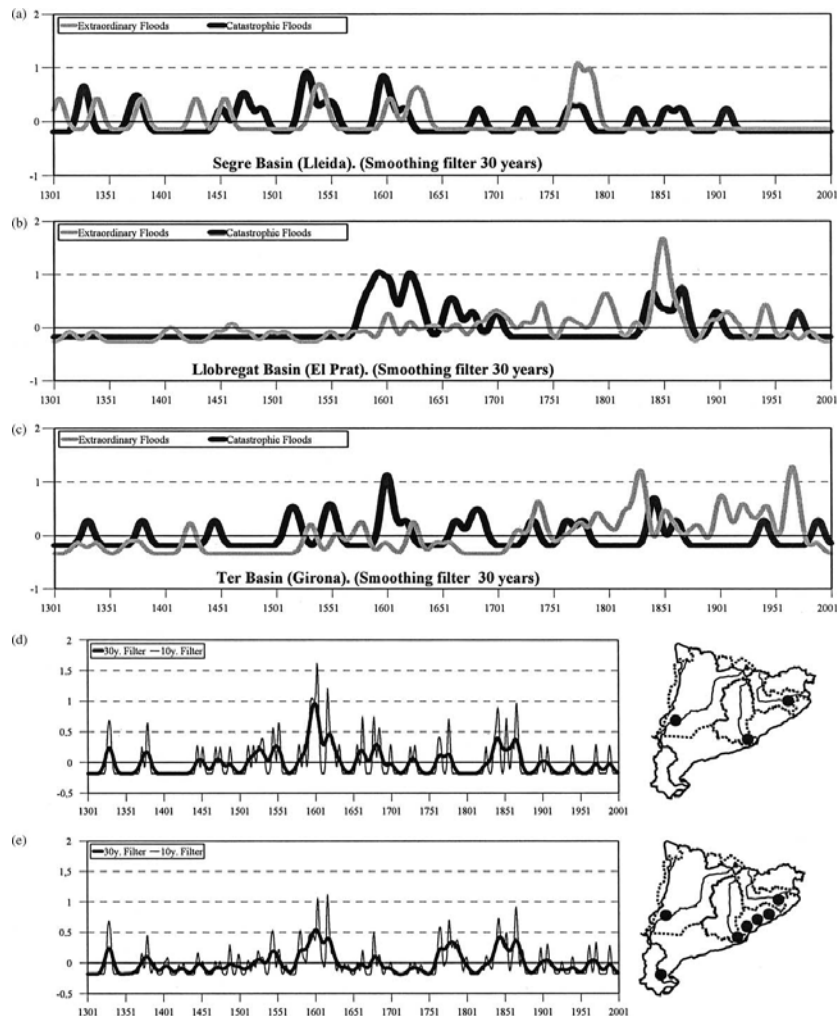 (a)
2
Extraordinary Floods Catastrophic Floods
1
0
Segre Basin (Lleida). (Smoothing filter 30 years)
-1
1301 1351 1401 1451 1501 1551 1601 1651 1701 1751 1801 1851 1901 1951 2001
(b)
2
Extraordinary Floods Catastrophic Floods
1
0
Llobregat Basin (El Prat). (Smoothing filter 30 years)
-1
1301 1351 1401 1451 1501 1551 1601 1651 1701 1751 1801 1851 1901 1951 2001
(c)
2
Extraordinary Floods Catastrophic Floods
1
0
Ter Basin (Girona). (Smoothing filter 30 years)
-1
1301 1351 1401 1451 1501 1551 1601 1651 1701 1751 1801 1851 1901 1951 2001
(d)
2
30y. Filter 10y. Filter
1,5
1
0,5
0
-0,5
1301 1351 1401 1451 1501 1551 1601 1651 1701 1751 1801 1851 1901 1951 2001
(e)
2
30y. Filter 10y. Filter
1,5
1
0,5
0
-0,5
1301 1351 1401 1451 1501 1551 1601 1651 1701 1751 1801 1851 1901 1951 2001